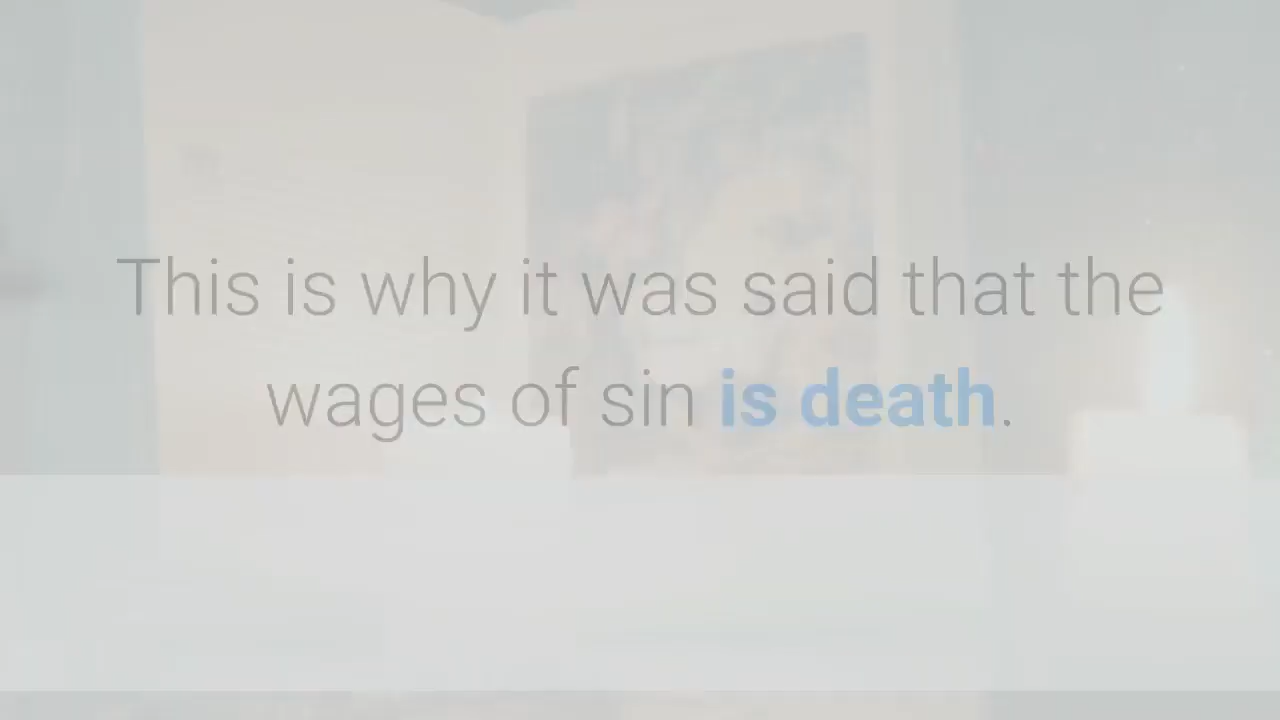 This is why it was said that the
wages of sin is death.